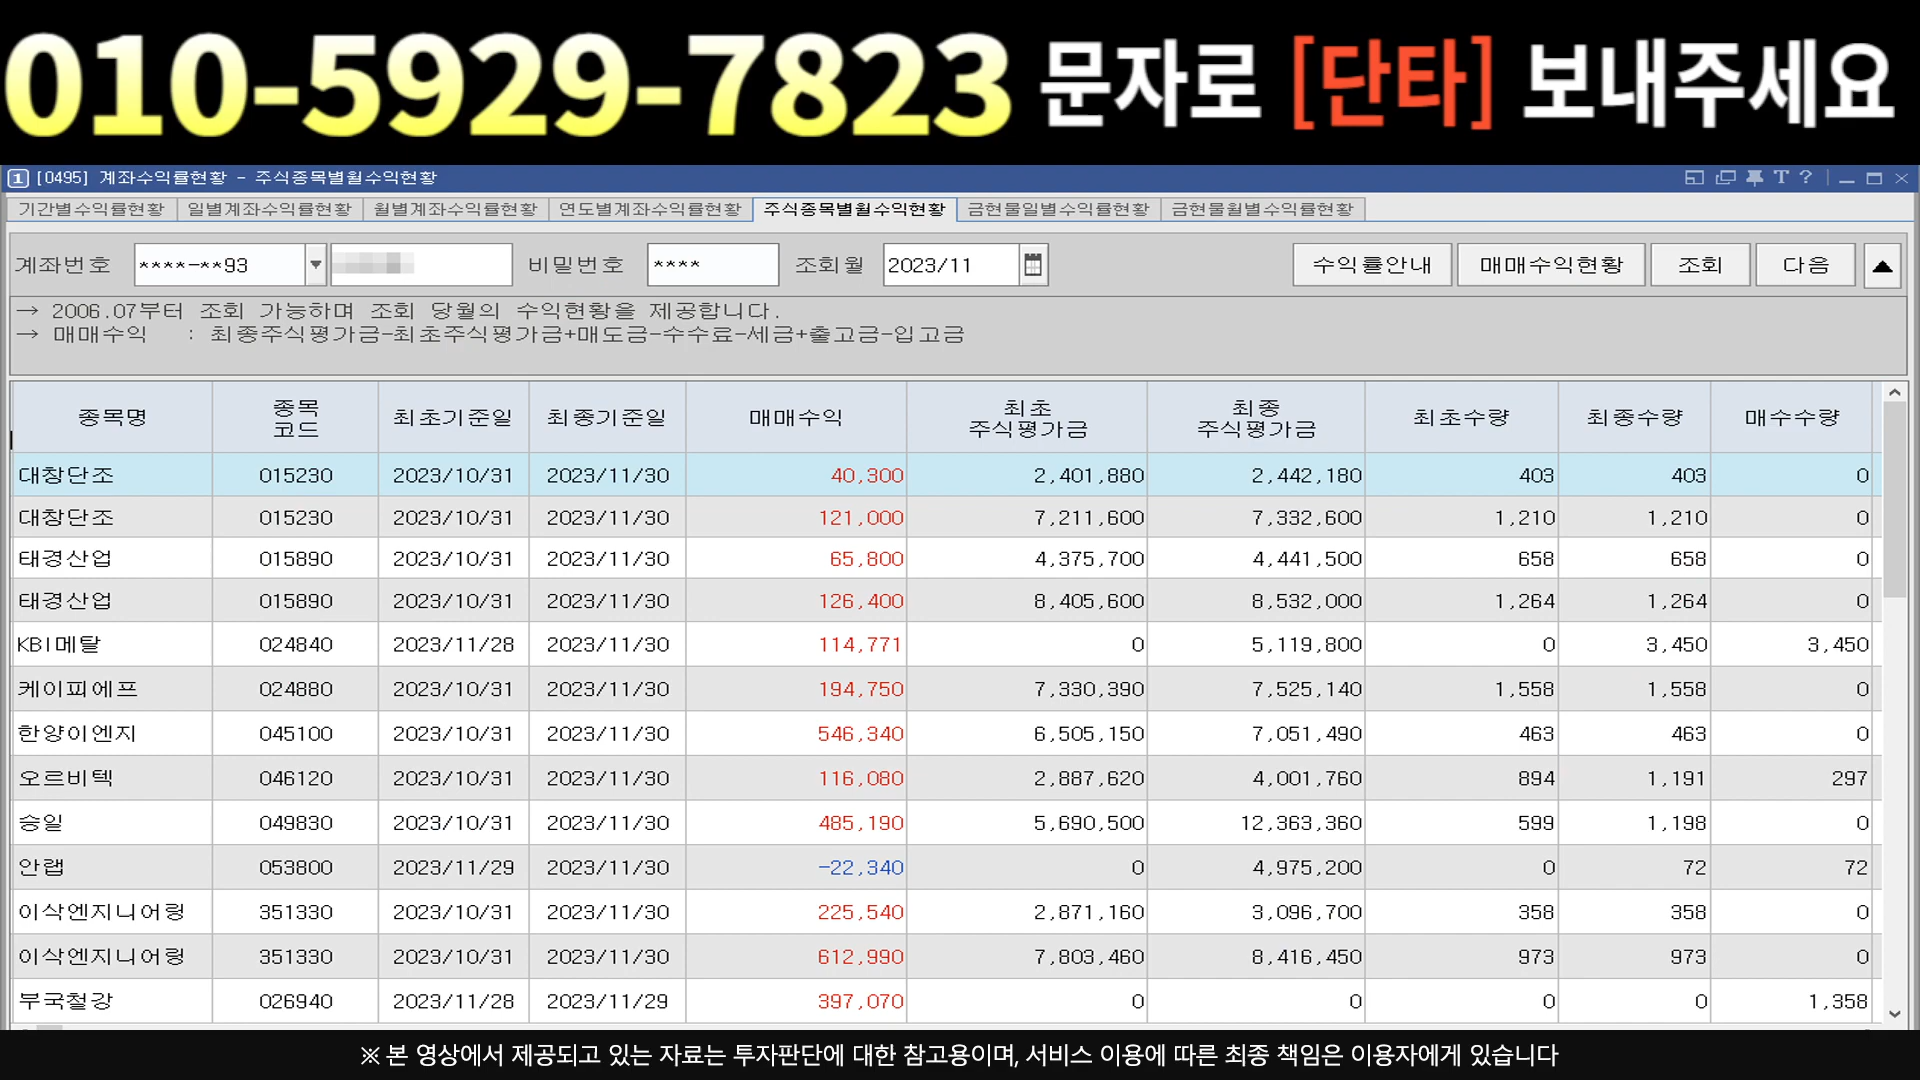 010-5929-7823 문자로 [단타] 보내주세요
1 [0495] 계좌수익률현황 - 주식종목별월수익현황
기간별수익률현황 일별계좌수익률현황 월별계좌수익률현황 연도별계좌수익률현황 주식종목별월수익현황 금현물일별수익률현황 금현물월별수익률현황
계좌번호 ****-**93 비밀번호 **** 조회월 2023/11 수익률안내 매매수익현황 조회 다음
→ 2006.07부터 조회 가능하며 조회 당월의 수익현황을 제공합니다.
→ 매매수익 : 최종주식평가금-최초주식평가금+매도금-수수료-세금+출고금-입고금
종목명 종목코드 최초기준일 최종기준일 매매수익 최초주식평가금 최종주식평가금 최초수량 최종수량 매수수량
대창단조 015230 2023/10/31 2023/11/30 40,300 2,401,880 2,442,180 403 403 0
대창단조 015230 2023/10/31 2023/11/30 121,000 7,211,600 7,332,600 1,210 1,210 0
태경산업 015890 2023/10/31 2023/11/30 65,800 4,375,700 4,441,500 658 658 0
태경산업 015890 2023/10/31 2023/11/30 126,400 8,405,600 8,532,000 1,264 1,264 0
KBI메탈 024840 2023/11/28 2023/11/30 114,771 0 5,119,800 0 3,450 3,450
케이피에프 024880 2023/10/31 2023/11/30 194,750 7,330,390 7,525,140 1,558 1,558 0
한양이엔지 045100 2023/10/31 2023/11/30 546,340 6,505,150 7,051,490 463 463 0
오르비텍 046120 2023/10/31 2023/11/30 116,080 2,887,620 4,001,760 894 1,191 297
승일 049830 2023/10/31 2023/11/30 485,190 5,690,500 12,363,360 599 1,198 0
안랩 053800 2023/11/29 2023/11/30 -22,340 0 4,975,200 0 72 72
이삭엔지니어링 351330 2023/10/31 2023/11/30 225,540 2,871,160 3,096,700 358 358 0
이삭엔지니어링 351330 2023/10/31 2023/11/30 612,990 7,803,460 8,416,450 973 973 0
부국철강 026940 2023/11/28 2023/11/29 397,070 0 0 0 0 1,358
※ 본 영상에서 제공되고 있는 자료는 투자판단에 대한 참고용이며, 서비스 이용에 따른 최종 책임은 이용자에게 있습니다